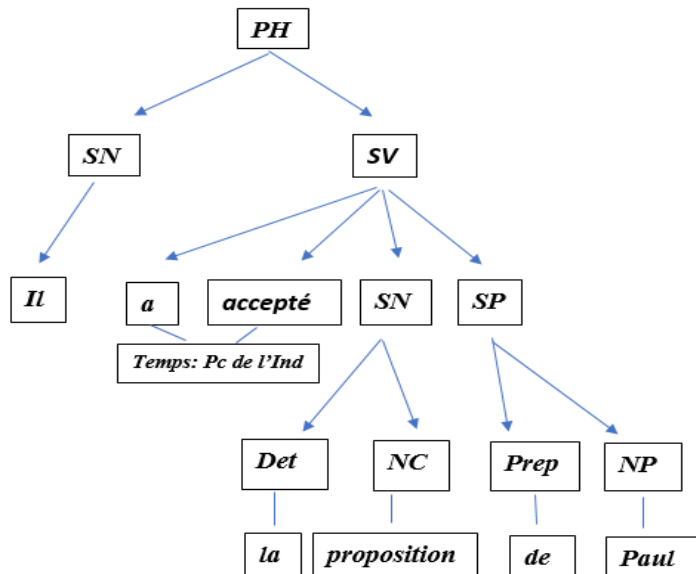 PH
SN SV
Il a accepté SN SP
Temps: Pc de l'Ind
Det NC Prep NP
la proposition de Paul